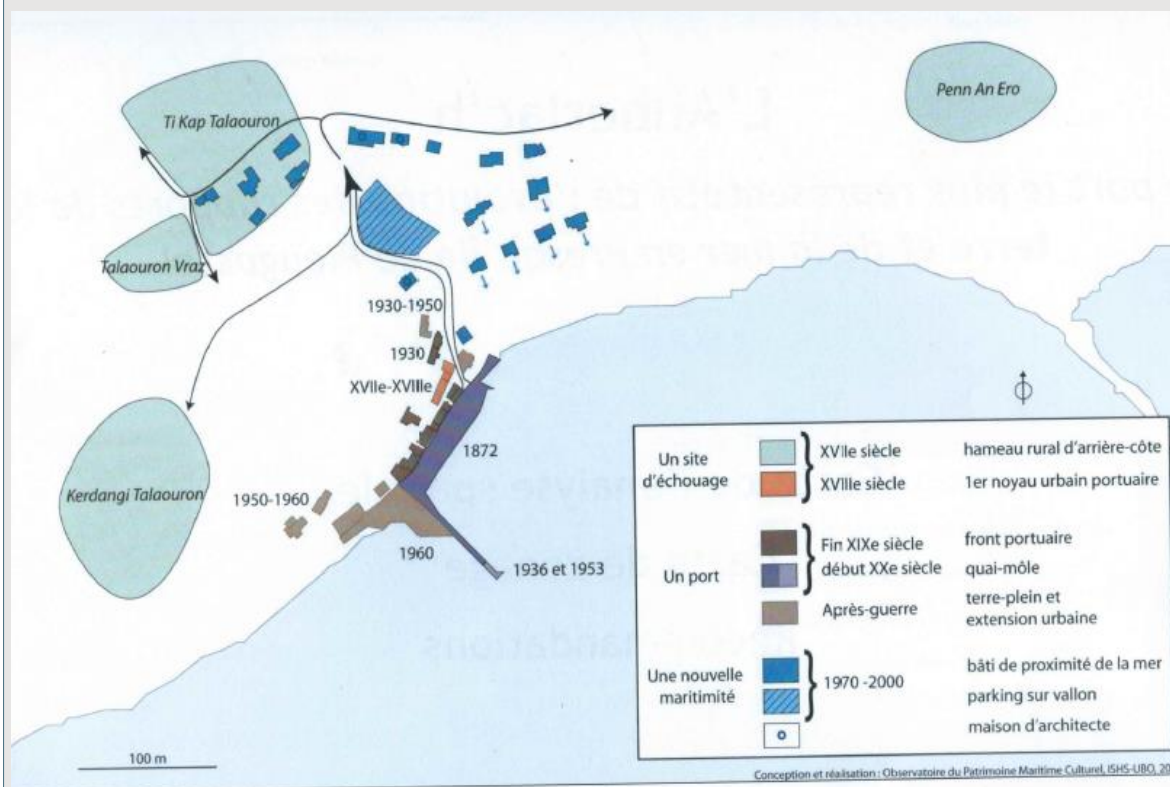 Ti Kap Talaouron
Penn An Ero
Talaouron Vraz
1930-1950
1930
XVIIe-XVIIIe
1872
Kerdangi Talaouron
1950-1960
1960
1936 et 1953
100 m
Un site d'échouage
XVIIe siècle hameau rural d'arrière-côte
XVIIIe siècle 1er noyau urbain portuaire
Un port
Fin XIXe siècle front portuaire
début XXe siècle quai-môle
Après-guerre terre-plein et extension urbaine
Une nouvelle maritimité
1970 -2000
bâti de proximité de la mer
parking sur vallon
maison d'architecte
Conception et réalisation : Observatoire du Patrimoine Maritime Culturel, ISHS-UBO, 20